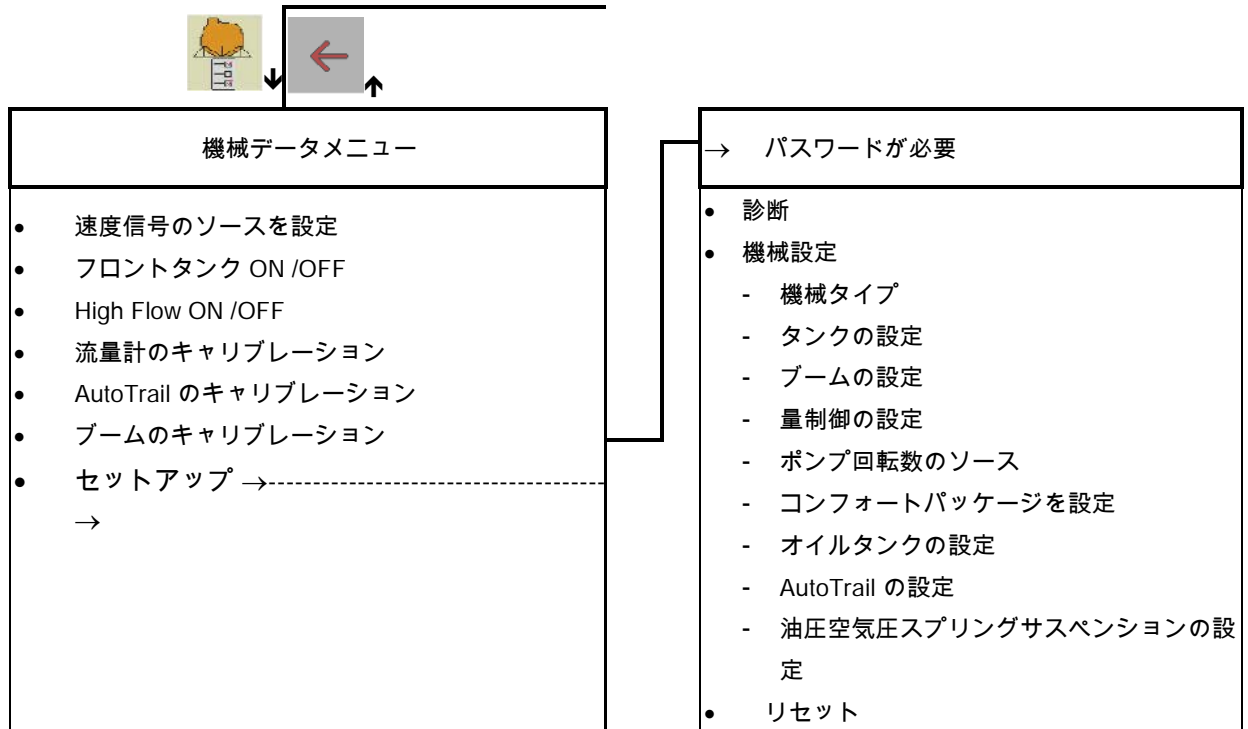 機械データメニュー
• 速度信号のソースを設定
• フロントタンク ON /OFF
• High Flow ON /OFF
• 流量計のキャリブレーション
• AutoTrail のキャリブレーション
• ブームのキャリブレーション
• セットアップ →-----------------------------------
→
→ パスワードが必要
• 診断
• 機械設定
- 機械タイプ
- タンクの設定
- ブームの設定
- 量制御の設定
- ポンプ回転数のソース
- コンフォートパッケージを設定
- オイルタンクの設定
- AutoTrail の設定
- 油圧空気圧スプリングサスペンションの設
定
• リセット